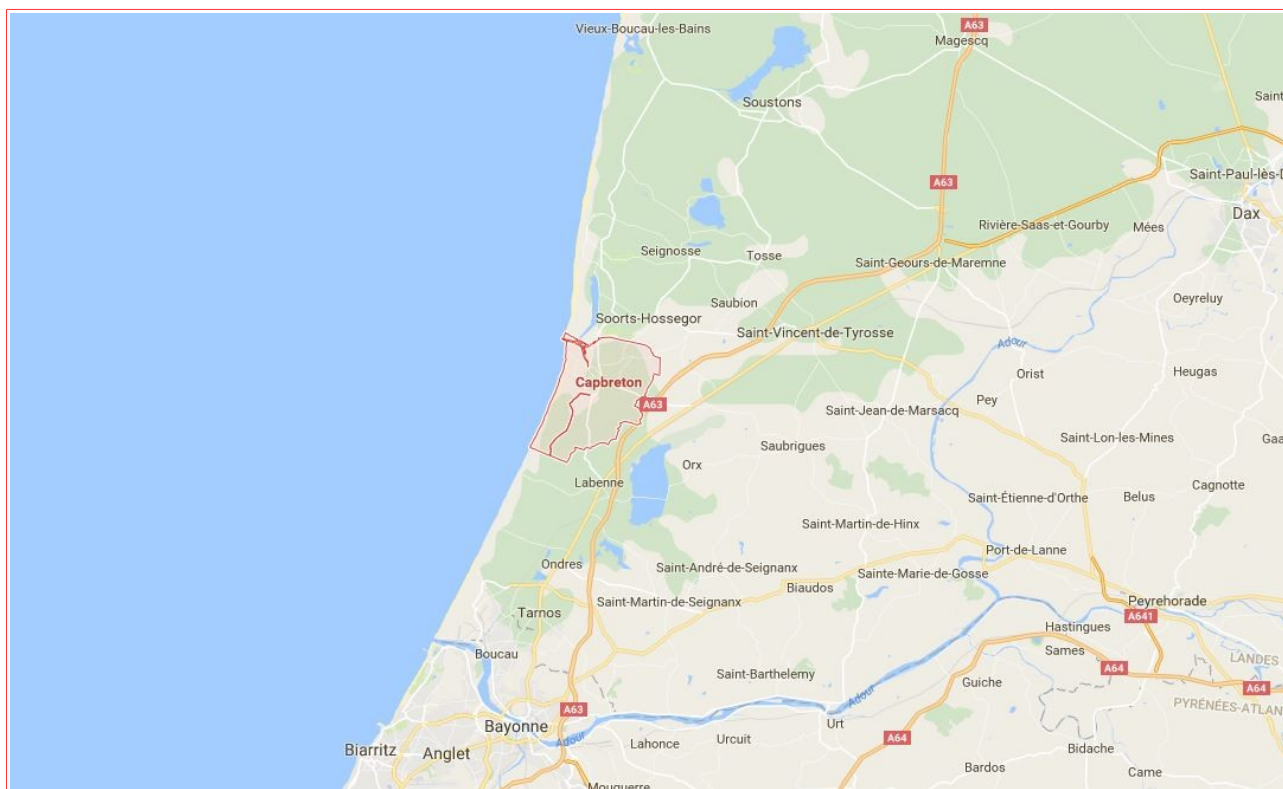 Vieux-Boucau-les-Bains
A63
Magescq
Soustons
Saint-
A63
Saint-Paul-lès-D
Dax
Rivière-Saas-et-Gourby
Mées
Seignosse
Tosse
Saint-Geours-de-Maremne
Oeyreluy
Saubion
Soorts-Hossegor
Saint-Vincent-de-Tyrosse
Adour
Orist
Heugas
Capbreton
A63
Pey
Saint-Jean-de-Marsacq
Saubrigues
Saint-Lon-les-Mines
Gaa
Orx
Labenne
Cagnotte
Saint-Étienne-d'Orthe
Belus
Saint-Martin-de-Hinx
Port-de-Lanne
Ondres
Saint-André-de-Seignanx
Sainte-Marie-de-Gosse
Biaudos
Saint-Martin-de-Seignanx
Peyrehorade
Tarnos
A641
Hastingues
Boucau
Sames
LANDES
Saint-Barthelemy
A64
Guiche
A64
Adour
PYRÉNÉES-ATLAN
A63
Bayonne
Urt
Adour
Lahonce
Urcuit
A64
Biarritz
Anglet
Bidache
Bardos
Came
Mouguerre